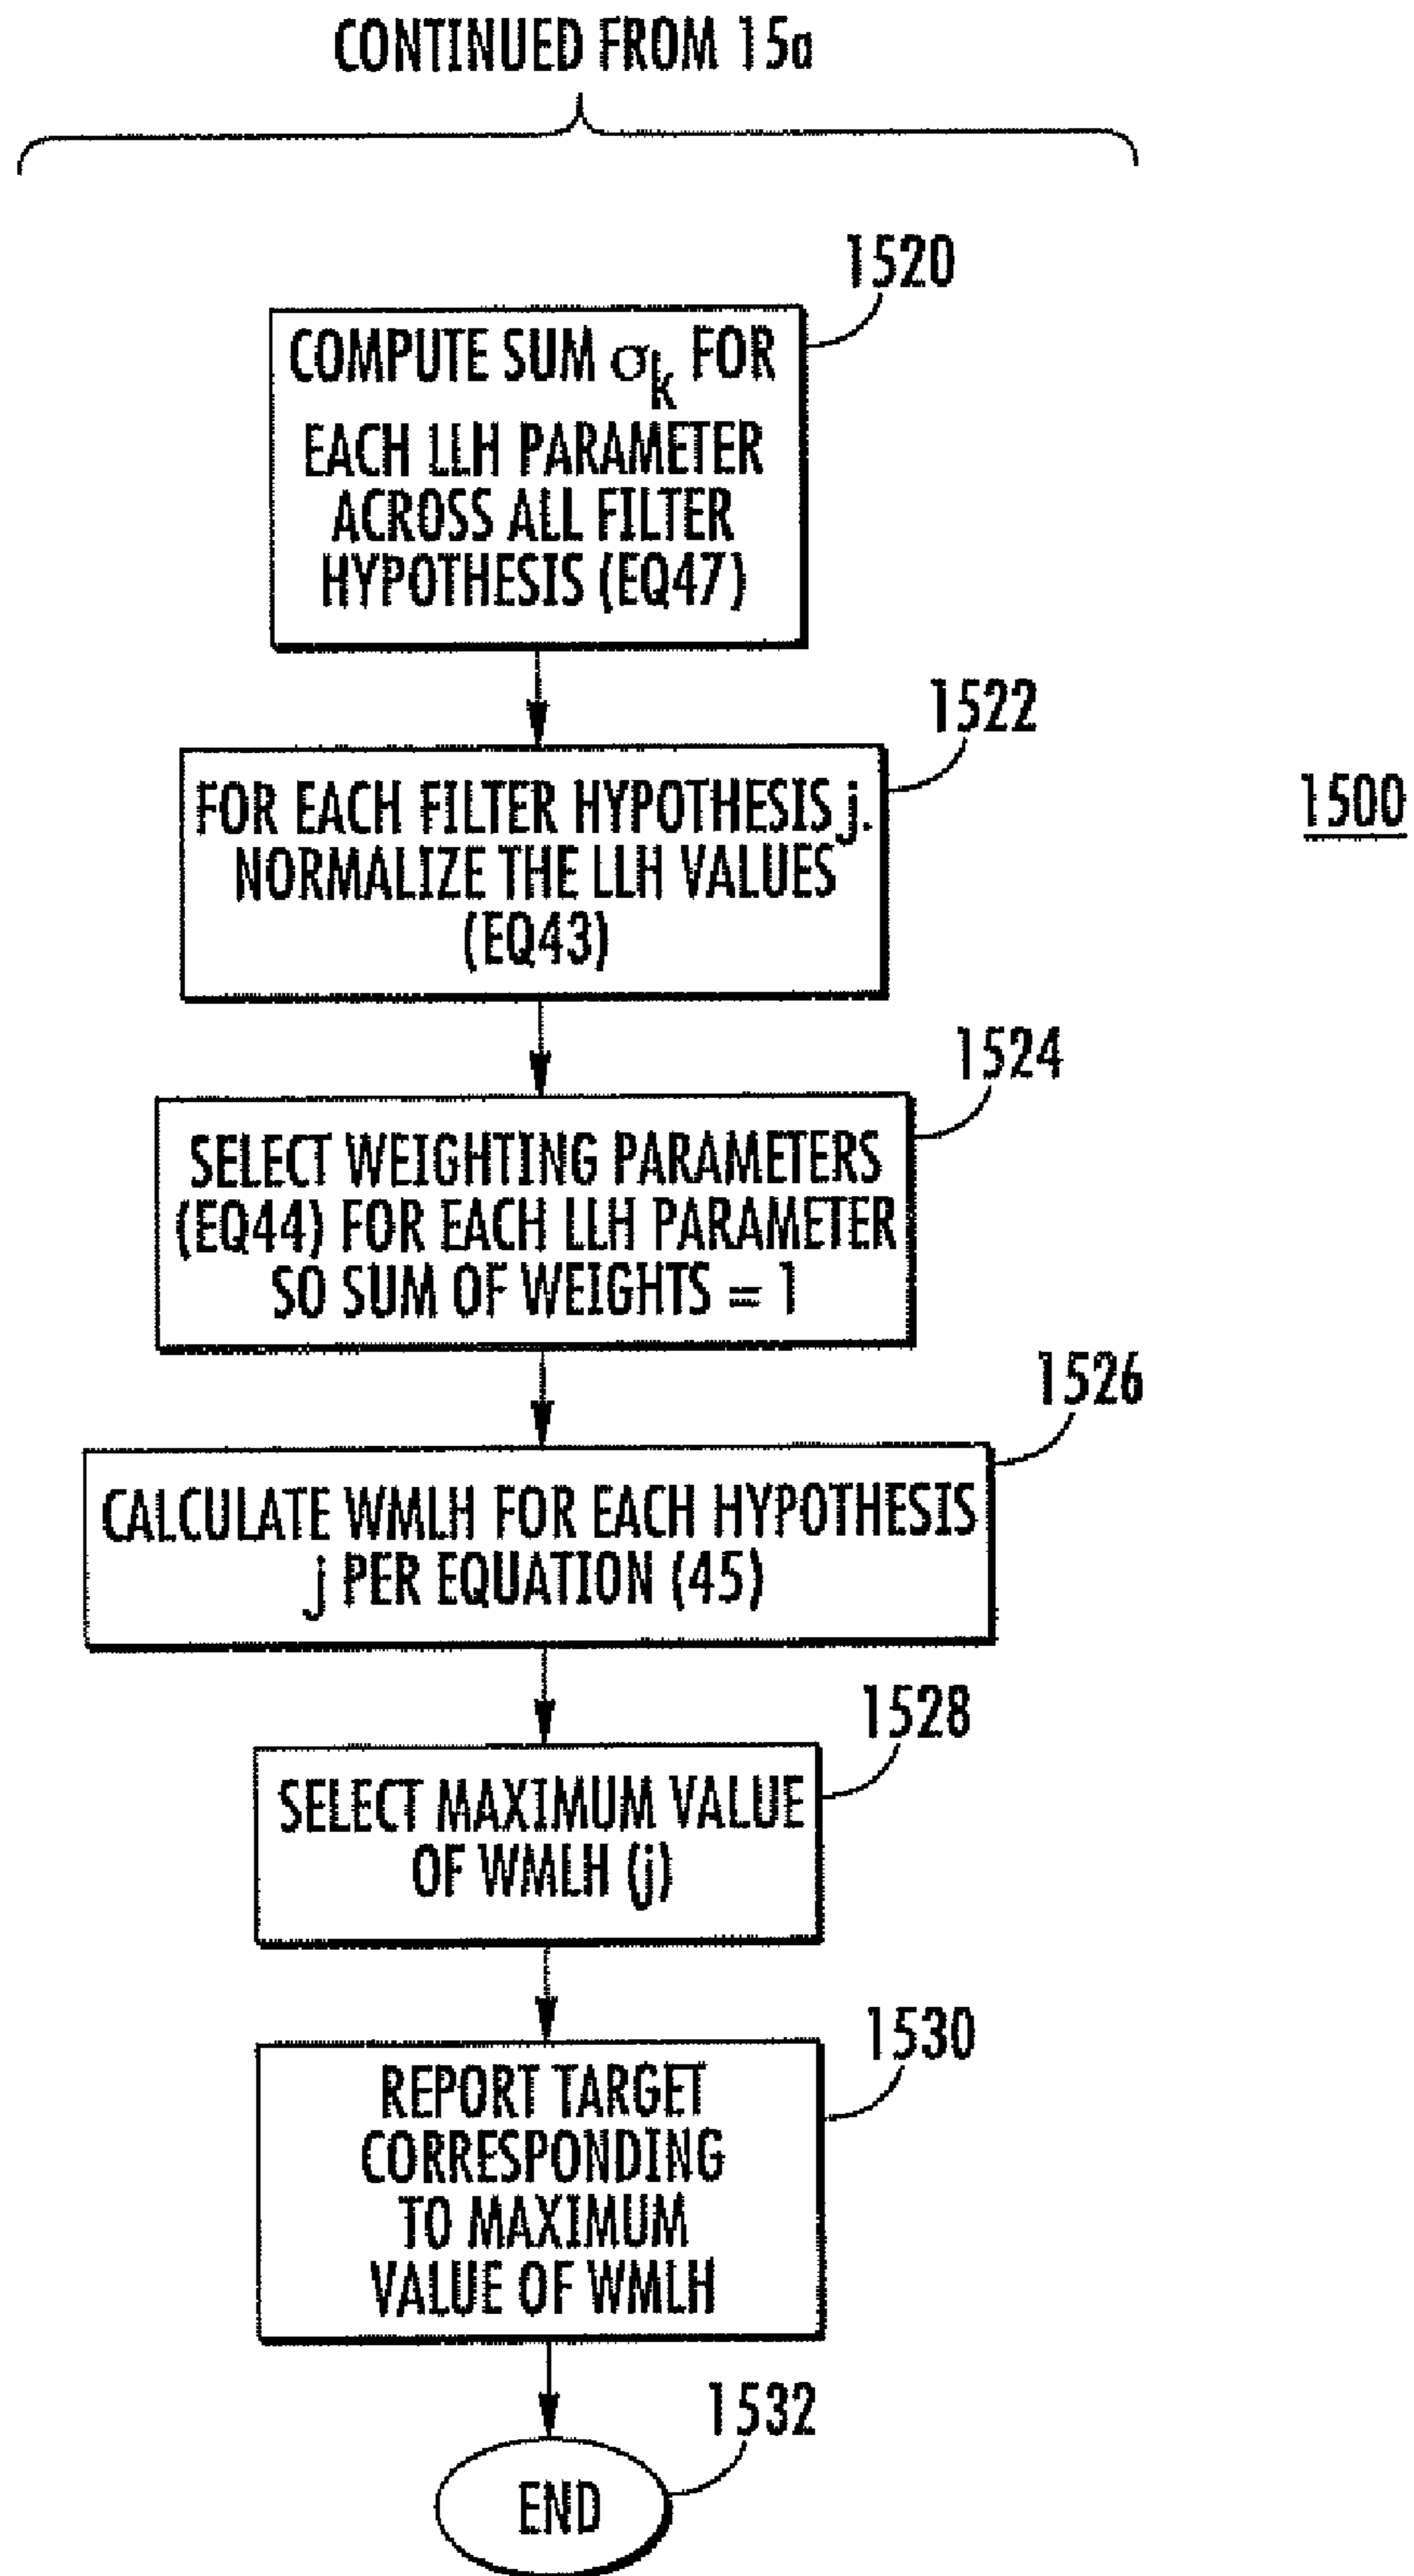 CONTINUED FROM 15a
1520
COMPUTE SUM σk FOR
EACH LLH PARAMETER
ACROSS ALL FILTER
HYPOTHESIS (EQ47)
1522
FOR EACH FILTER HYPOTHESIS j.
NORMALIZE THE LLH VALUES
(EQ43)
1500
1524
SELECT WEIGHTING PARAMETERS
(EQ44) FOR EACH LLH PARAMETER
SO SUM OF WEIGHTS = 1
1526
CALCULATE WMLH FOR EACH HYPOTHESIS
j PER EQUATION (45)
1528
SELECT MAXIMUM VALUE
OF WMLH (j)
1530
REPORT TARGET
CORRESPONDING
TO MAXIMUM
VALUE OF WMLH
1532
END